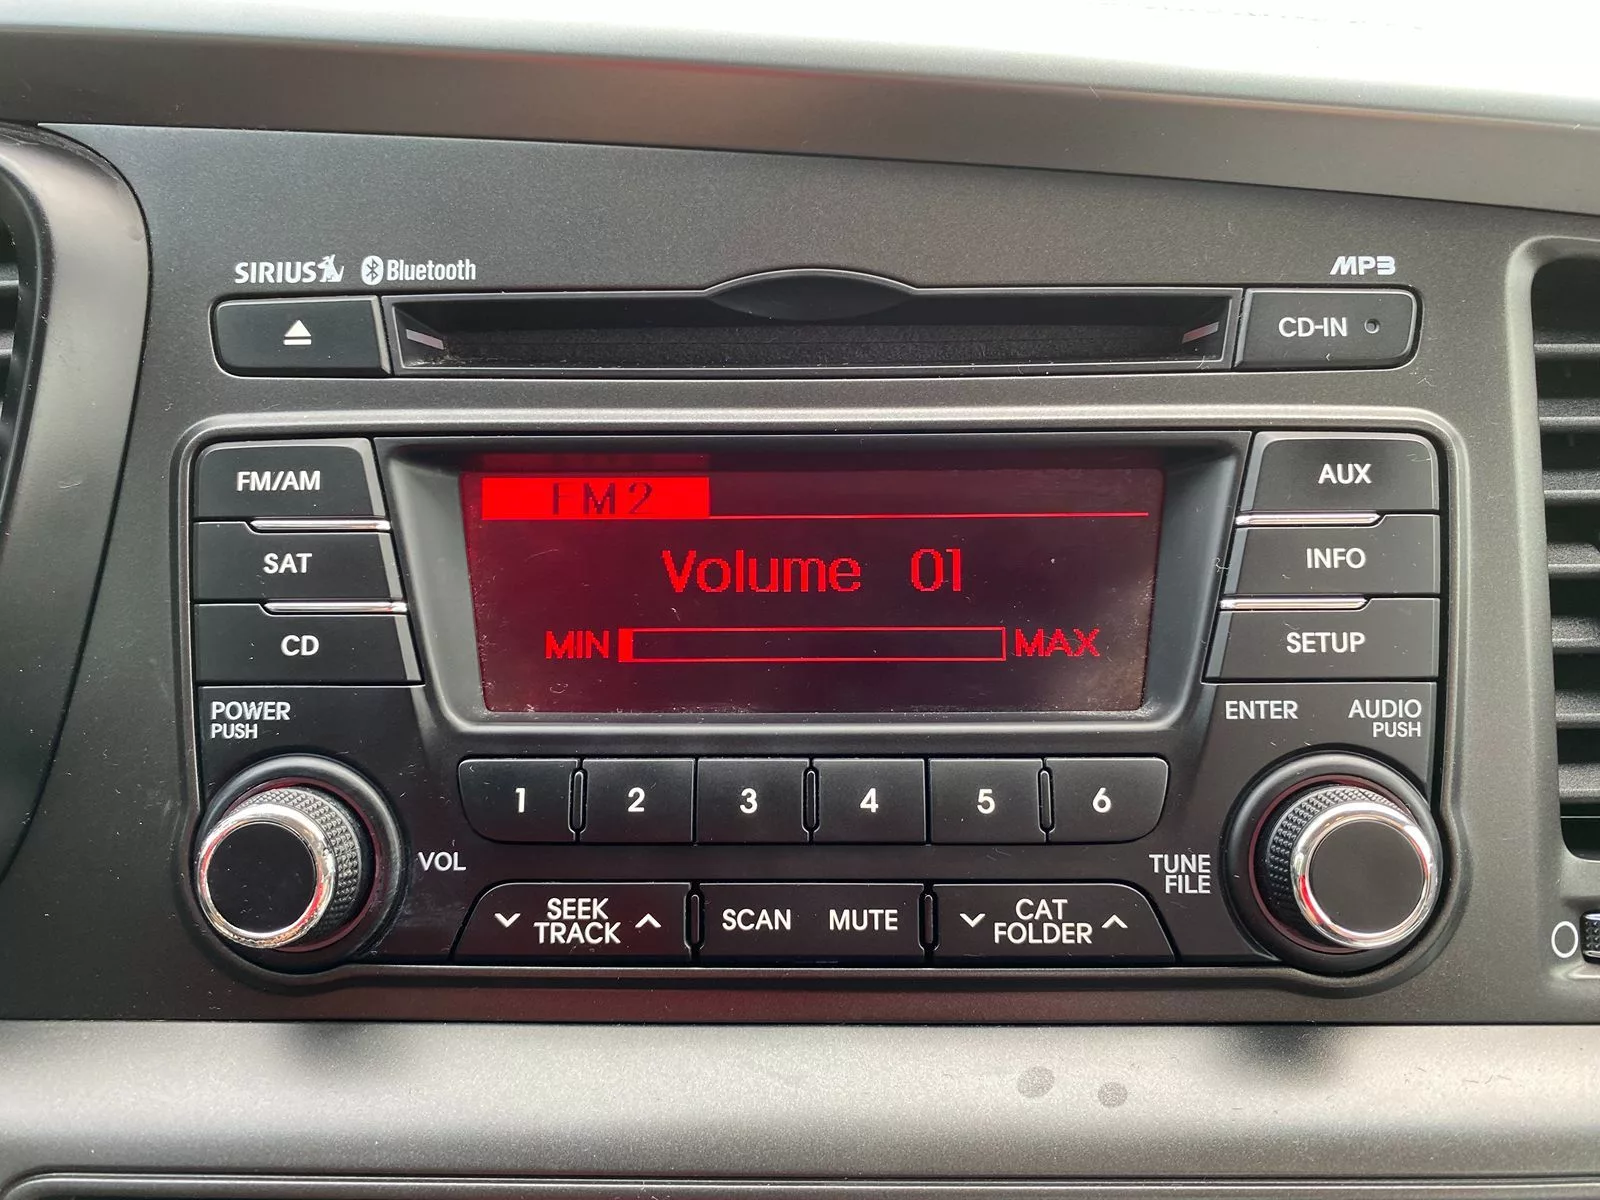 SIRIUS Bluetooth MP3
CD-IN
FM/AM
FM2
AUX
SAT
Volume 01
INFO
CD
MIN MAX
SETUP
POWER
PUSH
ENTER
AUDIO
PUSH
1 2 3 4 5 6
VOL
TUNE
FILE
SEEK
TRACK
SCAN MUTE
CAT
FOLDER